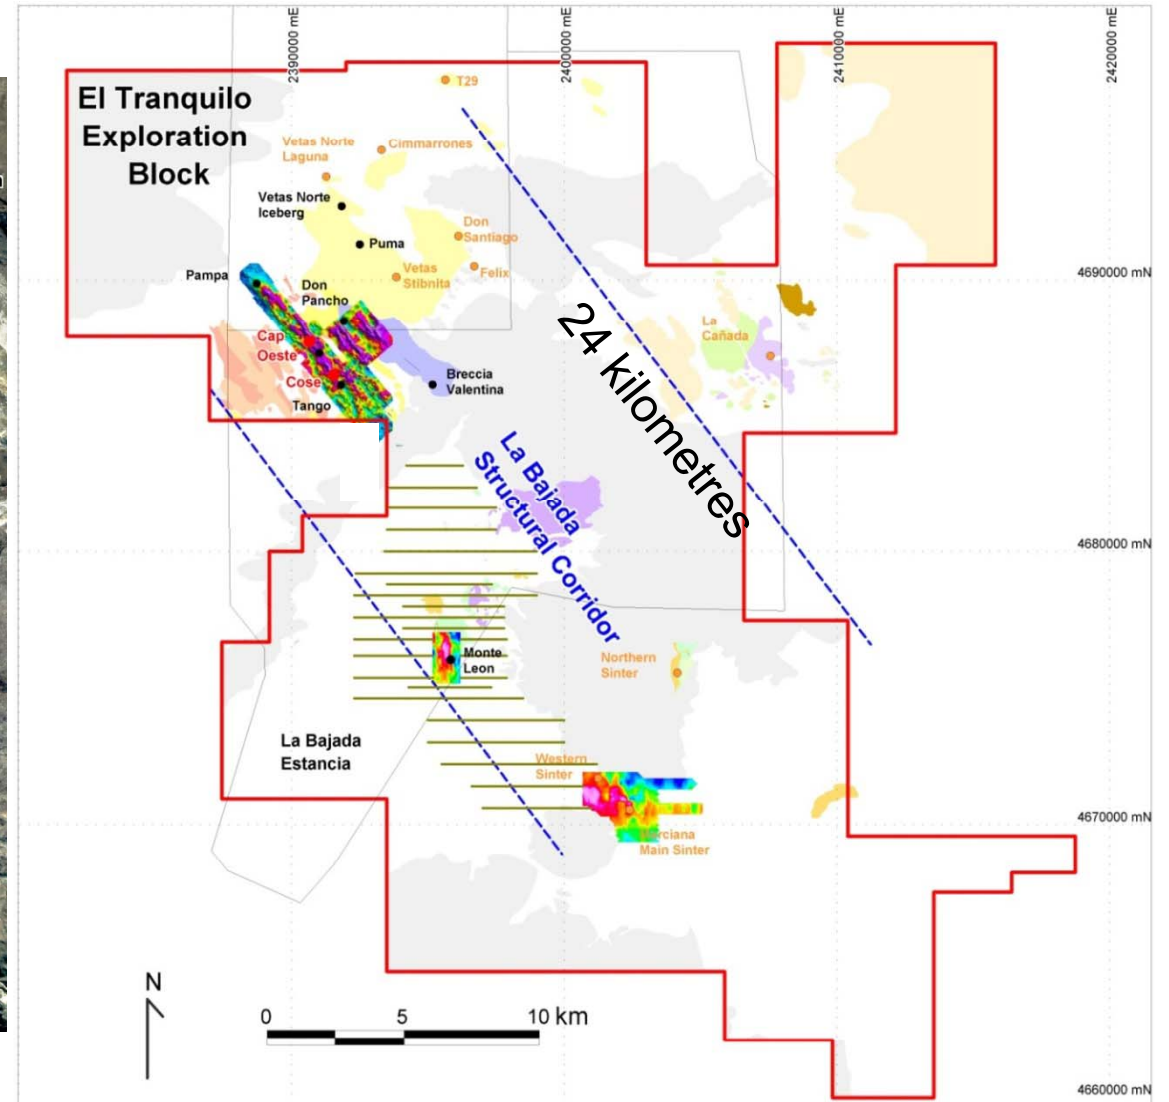 2390000 mE
2400000 mE
2410000 mE
2420000 mE
El Tranquilo
Exploration
Block
T29
Vetas Norte
Laguna
Cimmarrones
Vetas Norte
Iceberg
Puma
Don
Santiago
Felix
Vetas
Stibnita
Pampa
Don
Pancho
4690000 mN
Cap
Oeste
Cose
Tango
Breccia
Valentina
La
Cañada
24 kilometres
La Bajada
Structural Corridor
4680000 mN
Monte
Leon
Northern
Sinter
La Bajada
Estancia
Western
Sinter
Main Sinter
4670000 mN
N
0 5 10 km
4660000 mN